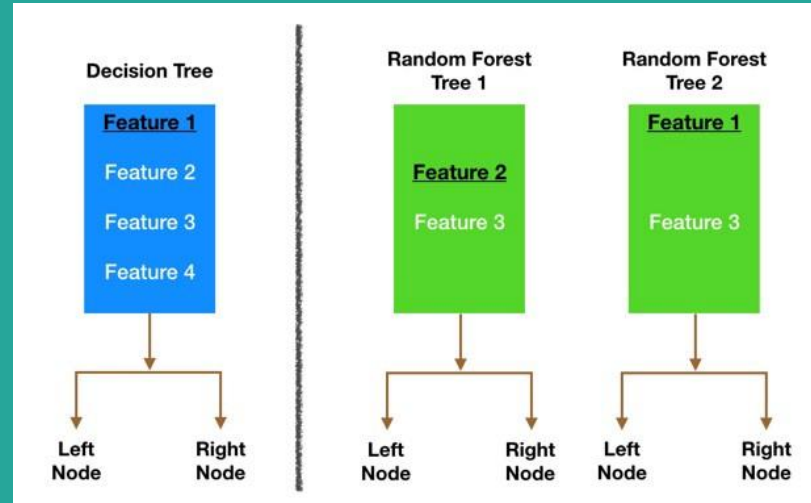 Decision Tree
Feature 1
Feature 2
Feature 3
Feature 4
Left
Node
Right
Node
Random Forest
Tree 1
Feature 2
Feature 3
Left
Node
Right
Node
Random Forest
Tree 2
Feature 1
Feature 3
Left
Node
Right
Node